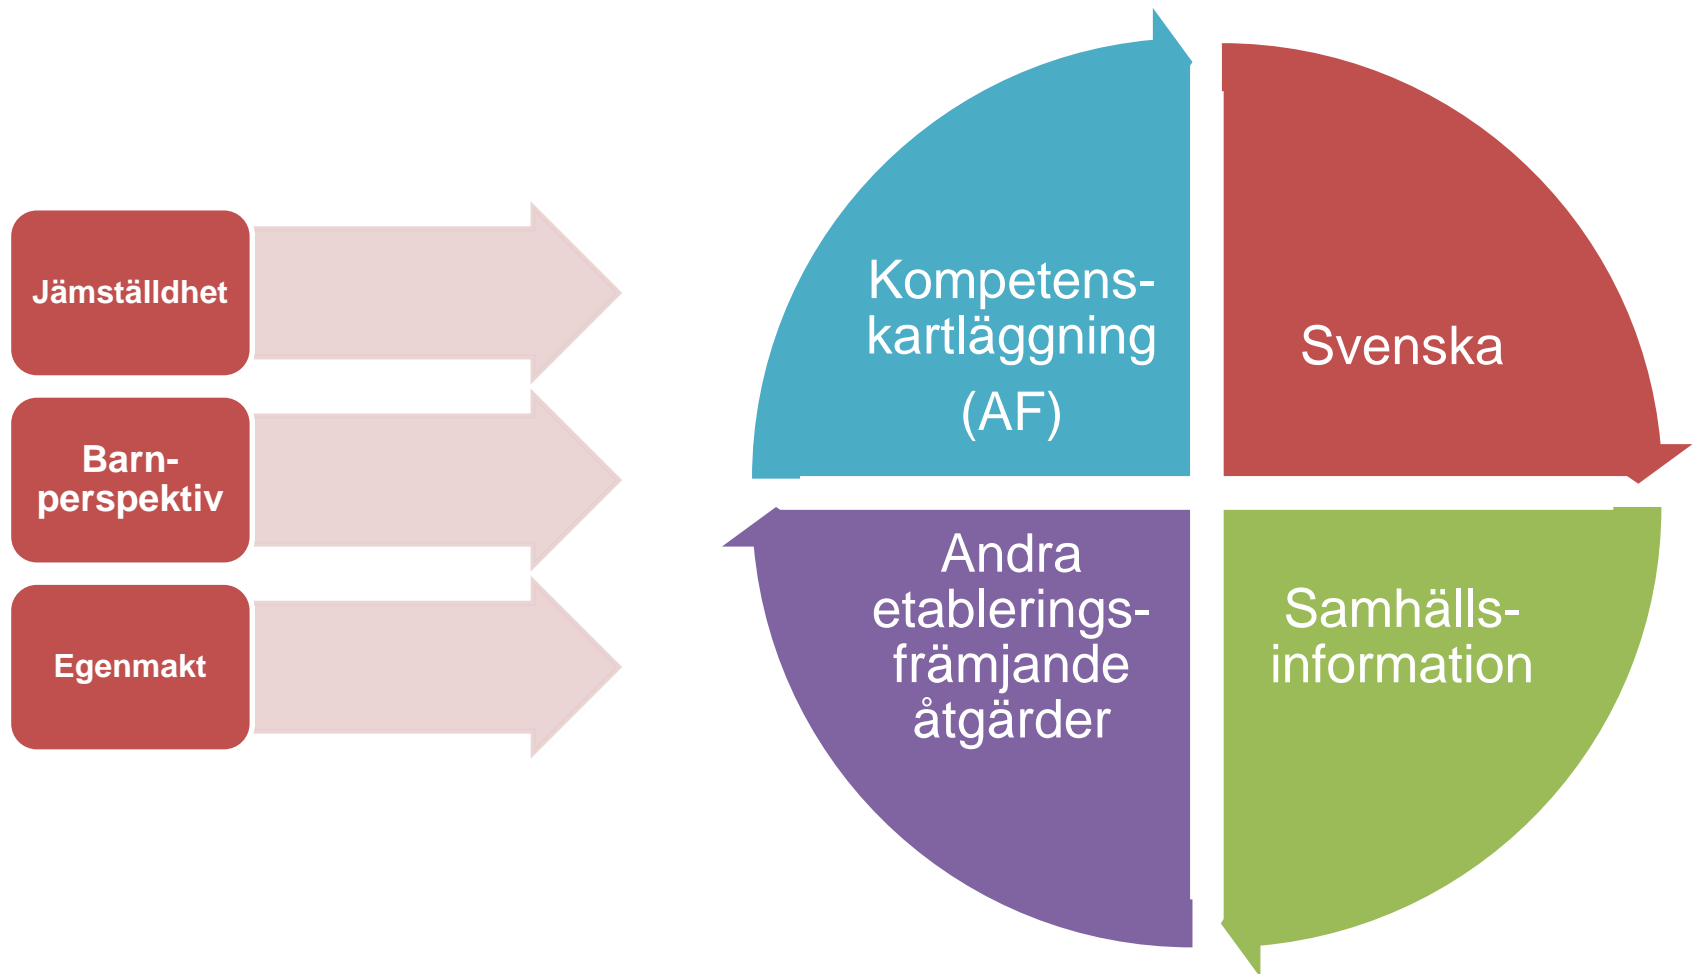 Jämställdhet
Barn-
perspektiv
Egenmakt
Kompetens-
kartläggning
(AF)
Svenska
Andra
etablerings-
främjande
åtgärder
Samhälls-
information